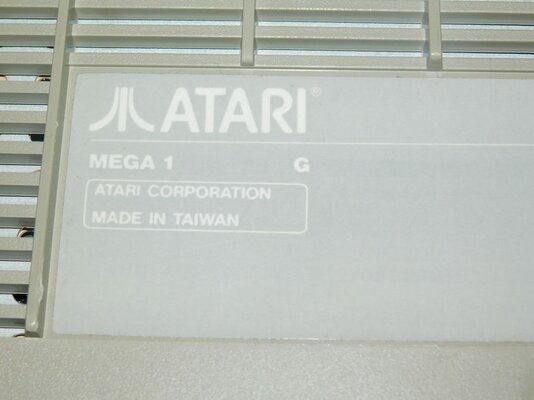 ATARI®
MEGA 1 G
ATARI CORPORATION
MADE IN TAIWAN